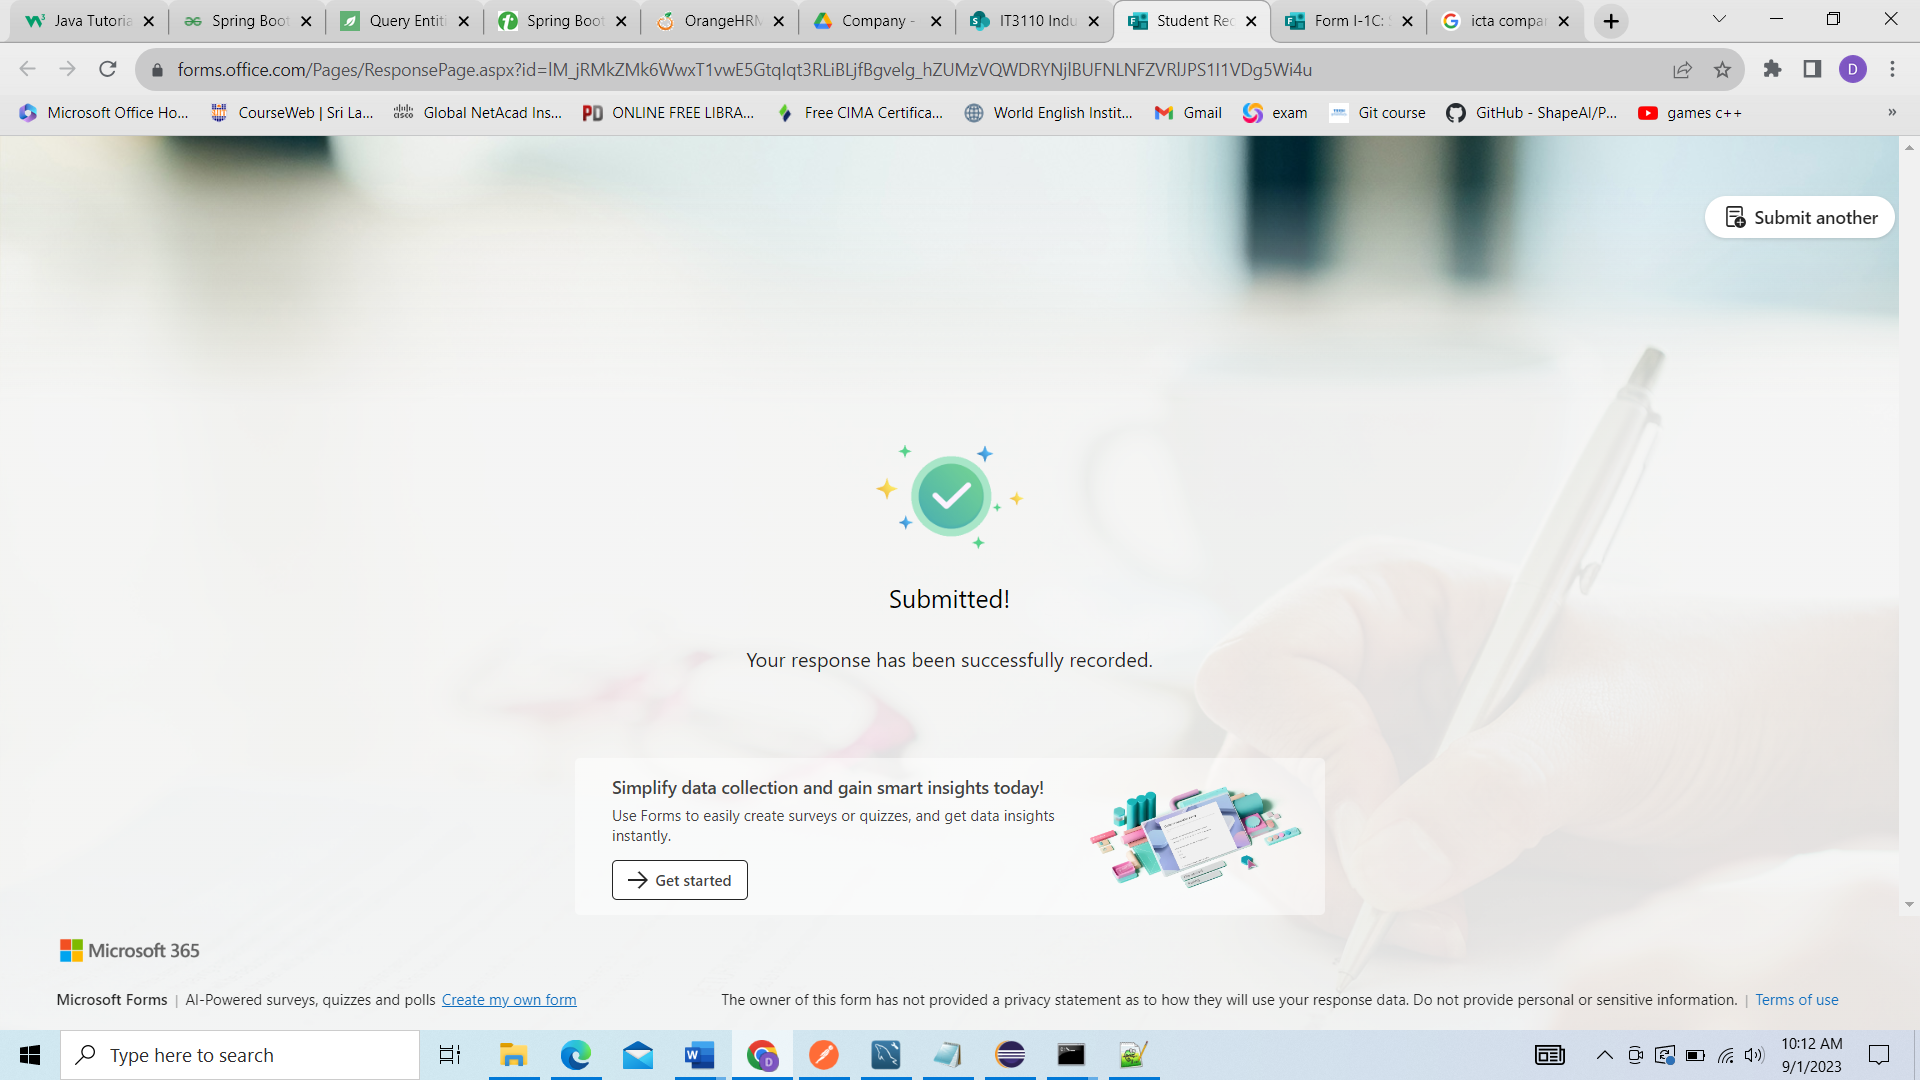 Java Tutoria
Spring Boot
Query Entit
Spring Boot
OrangeHRM
Company -
IT3110 Indu
Student Rec
Form I-1C: S
icta compan
forms.office.com/Pages/ResponsePage.aspx?id=lM_jRMkZMk6WwxT1vwE5GtqIqt3RLiBLjfBgvelg_hZUMzVQWDRYNjlBUFNLNFZVRlJPS1I1VDg5Wi4u
D
Microsoft Office Ho...
CourseWeb | Sri La...
Global NetAcad Ins...
ONLINE FREE LIBRA...
Free CIMA Certifica...
World English Instit...
Gmail
exam
Git course
GitHub - ShapeAI/P...
games c++
»
Submit another
Submitted!
Your response has been successfully recorded.
Simplify data collection and gain smart insights today!
Use Forms to easily create surveys or quizzes, and get data insights
instantly.
Get started
Microsoft 365
Microsoft Forms | AI-Powered surveys, quizzes and polls Create my own form
The owner of this form has not provided a privacy statement as to how they will use your response data. Do not provide personal or sensitive information. | Terms of use
Type here to search
10:12 AM
9/1/2023